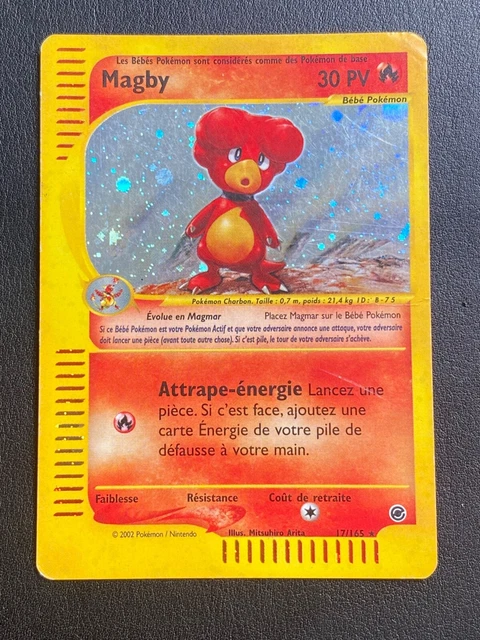 Les Bébés Pokémon sont considérés comme des Pokémon de base
Magby 30 PV
Bébé Pokémon
Pokémon Charbon. Taille : 0,7 m, poids : 21,4 kg ID: B-75
Évolue en Magmar Placez Magmar sur le Bébé Pokémon
Si ce Bébé Pokémon est votre Pokémon Actif et que votre adversaire annonce une attaque, votre adversaire
doit lancer une pièce (avant toute autre chose). Si c'est pile, le tour de votre adversaire s'achève.
Attrape-énergie Lancez une
pièce. Si c'est face, ajoutez une
carte Énergie de votre pile de
défausse à votre main.
Faiblesse Résistance Coût de retraite
© 2002 Pokémon / Nintendo Illus. Mitsuhiro Arita 17/165 ★